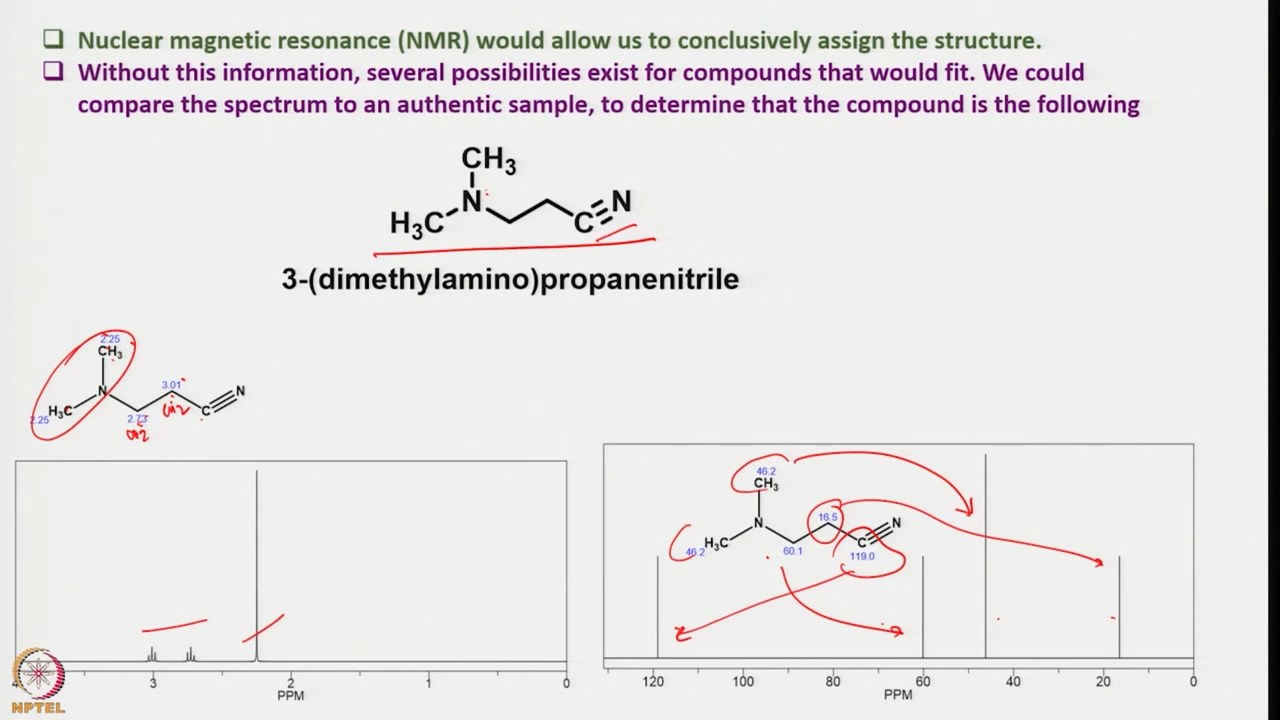 Nuclear magnetic resonance (NMR) would allow us to conclusively assign the structure.
Without this information, several possibilities exist for compounds that would fit. We could
compare the spectrum to an authentic sample, to determine that the compound is the following
CH3
N
H3C
C
N
3-(dimethylamino)propanenitrile
2.25
CH3
N
3.01
N
2.25
H3C
2.73
C
CH2
CH2
46.2
CH3
N
16.5
N
46.2
H3C
60.1
C
119.0
3
2
1
0
PPM
120
100
80
60
40
20
0
PPM
NPTEL